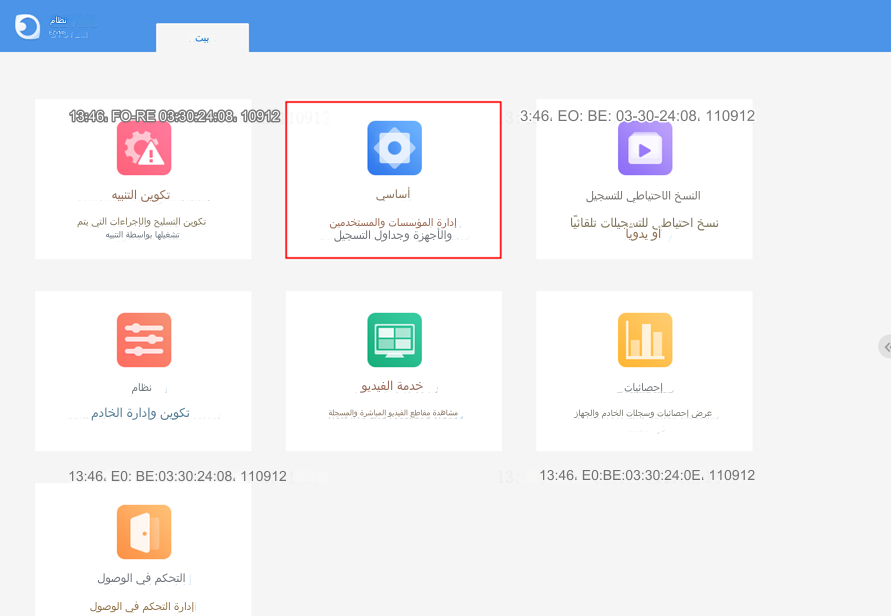 نظام
بيت
13:46، FO-RE 03:30:24:08، 10912
3:46، EO: BE: 03-30-24:08، 110912
تكوين التنبيه
تكوين التسليح والإجراءات التي يتم
تشغيلها بواسطة التنبيه
أساسي
إدارة المؤسسات والمستخدمين
والأجهزة وجداول التسجيل
النسخ الاحتياطي للتسجيل
نسخ احتياطي للتسجيلات تلقائيًا
أو يدويًا
نظام
تكوين وإدارة الخادم
خدمة الفيديو
مشاهدة مقاطع الفيديو المباشرة والمسجلة
إحصائيات
عرض إحصائيات وسجلات الخادم والجهاز
13:46، E0: BE:03:30:24:08، 110912
13:46، E0:BE:03:30:24:0E، 110912
التحكم في الوصول
إدارة التحكم في الوصول